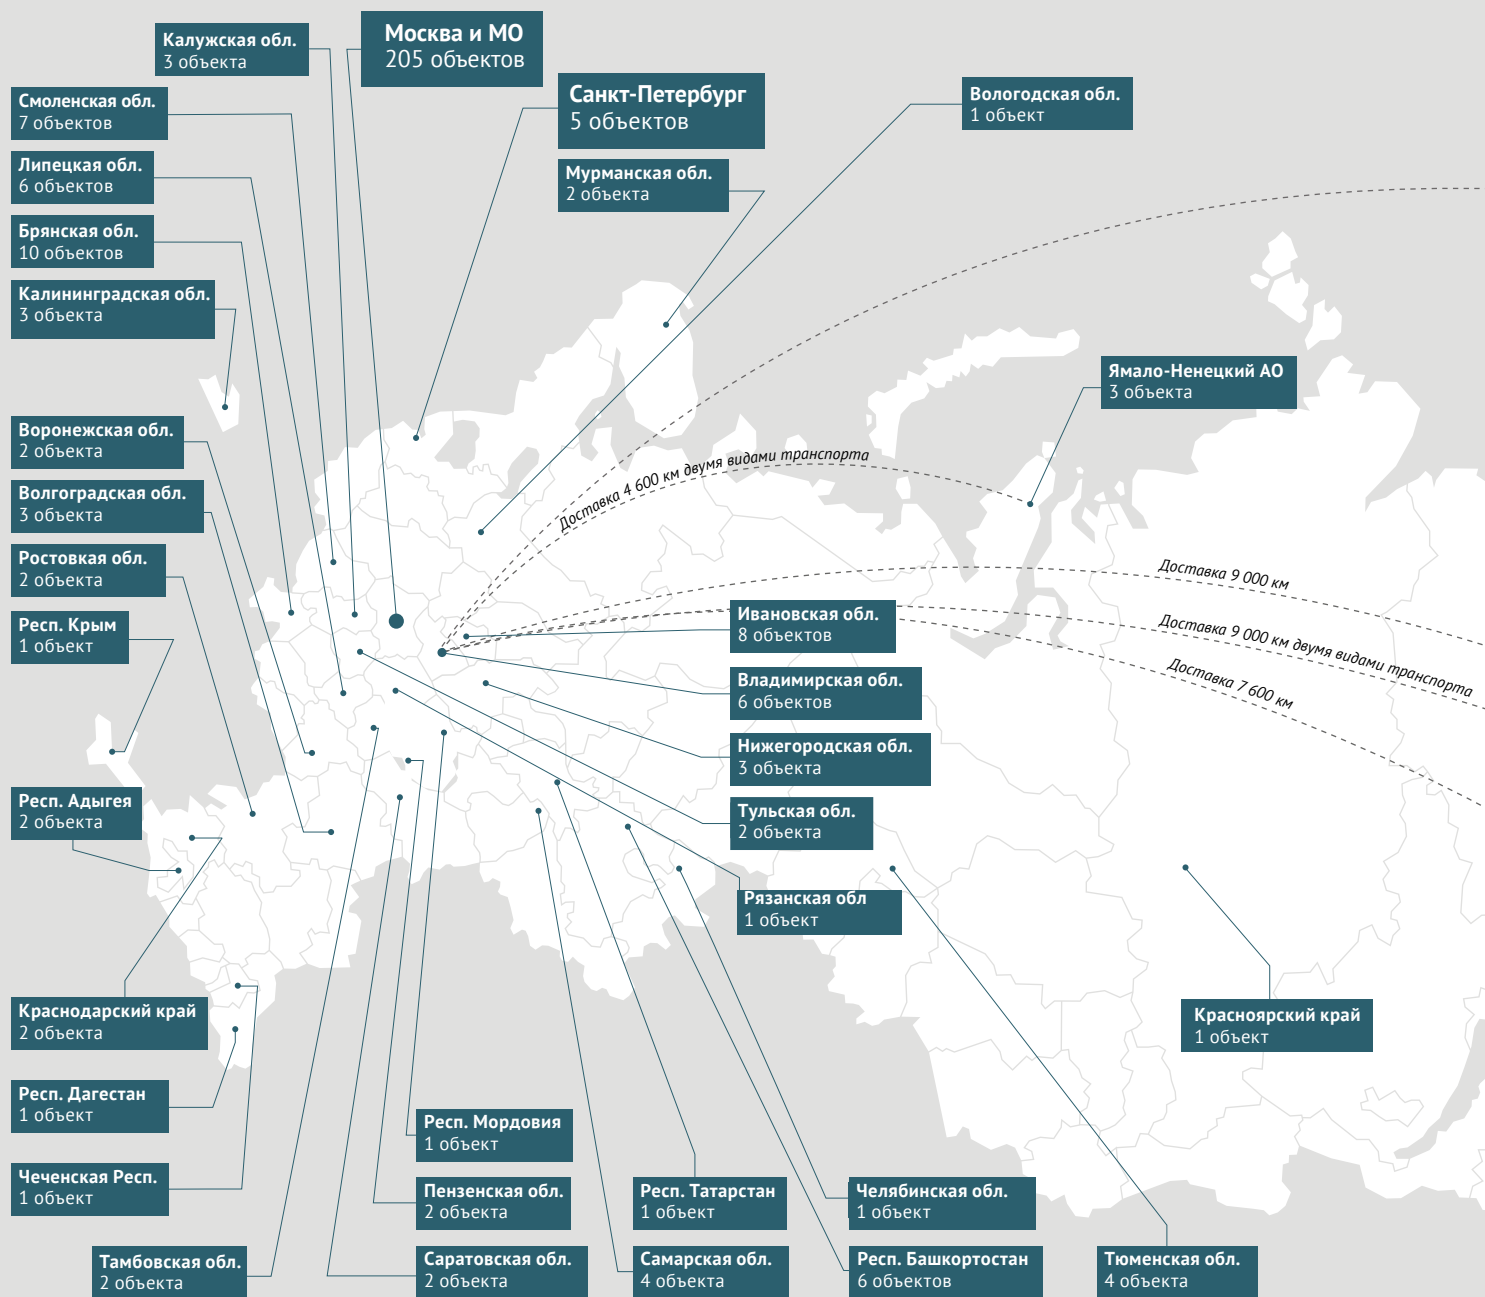 Калужская обл.
3 объекта
Москва и МО
205 объектов
Санкт-Петербург
5 объектов
Вологодская обл.
1 объект
Смоленская обл.
7 объектов
Липецкая обл.
6 объектов
Мурманская обл.
2 объекта
Брянская обл.
10 объектов
Калининградская обл.
3 объекта
Ямало-Ненецкий АО
3 объекта
Воронежская обл.
2 объекта
Доставка 4 600 км двумя видами транспорта
Волгоградская обл.
3 объекта
Ростовкая обл.
2 объекта
Доставка 9 000 км
Респ. Крым
1 объект
Ивановская обл.
8 объектов
Доставка 9 000 км двумя видами транспорта
Владимирская обл.
6 объектов
Доставка 7 600 км
Нижегородская обл.
3 объекта
Респ. Адыгея
2 объекта
Тульская обл.
2 объекта
Рязанская обл
1 объект
Краснодарский край
2 объекта
Красноярский край
1 объект
Респ. Дагестан
1 объект
Респ. Мордовия
1 объект
Чеченская Респ.
1 объект
Пензенская обл.
2 объекта
Респ. Татарстан
1 объект
Челябинская обл.
1 объект
Тамбовская обл.
2 объекта
Саратовская обл.
2 объекта
Самарская обл.
4 объекта
Респ. Башкортостан
6 объектов
Тюменская обл.
4 объекта